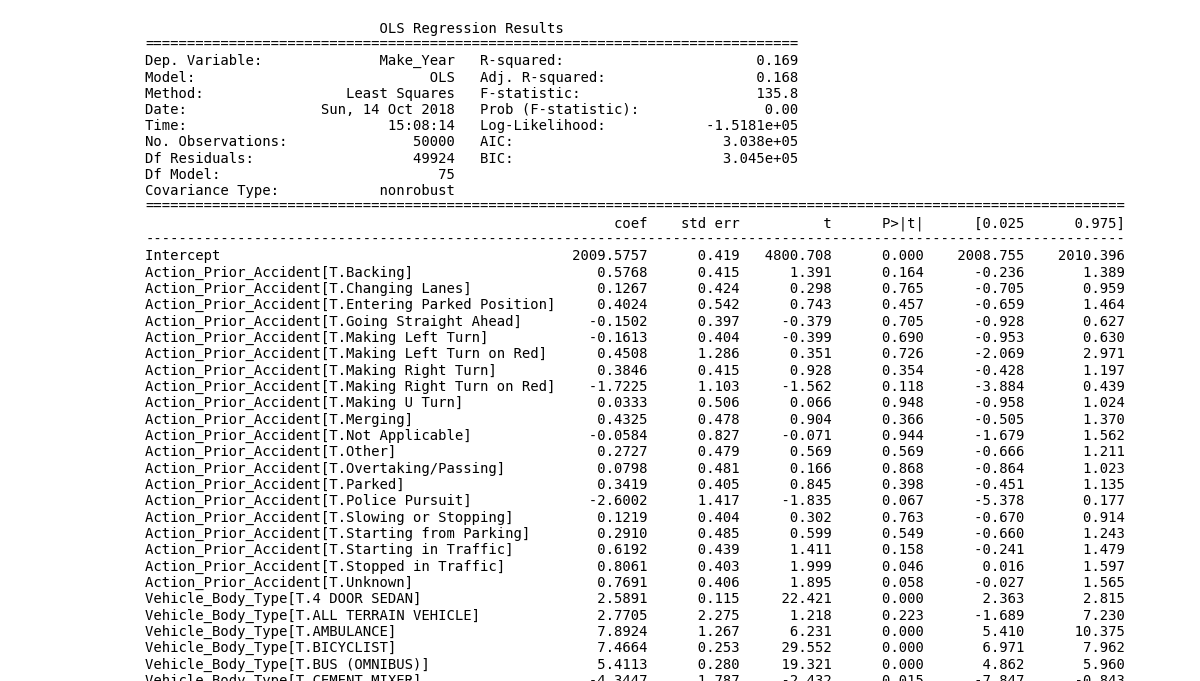 OLS Regression Results
==============================================================================
Dep. Variable: Make_Year R-squared: 0.169
Model: OLS Adj. R-squared: 0.168
Method: Least Squares F-statistic: 135.8
Date: Sun, 14 Oct 2018 Prob (F-statistic): 0.00
Time: 15:08:14 Log-Likelihood: -1.5181e+05
No. Observations: 50000 AIC: 3.038e+05
Df Residuals: 49924 BIC: 3.045e+05
Df Model: 75
Covariance Type: nonrobust
=====================================================================================================================
coef std err t P>|t| [0.025 0.975]
---------------------------------------------------------------------------------------------------------------------
Intercept 2009.5757 0.419 4800.708 0.000 2008.755 2010.396
Action_Prior_Accident[T.Backing] 0.5768 0.415 1.391 0.164 -0.236 1.389
Action_Prior_Accident[T.Changing Lanes] 0.1267 0.424 0.298 0.765 -0.705 0.959
Action_Prior_Accident[T.Entering Parked Position] 0.4024 0.542 0.743 0.457 -0.659 1.464
Action_Prior_Accident[T.Going Straight Ahead] -0.1502 0.397 -0.379 0.705 -0.928 0.627
Action_Prior_Accident[T.Making Left Turn] -0.1613 0.404 -0.399 0.690 -0.953 0.630
Action_Prior_Accident[T.Making Left Turn on Red] 0.4508 1.286 0.351 0.726 -2.069 2.971
Action_Prior_Accident[T.Making Right Turn] 0.3846 0.415 0.928 0.354 -0.428 1.197
Action_Prior_Accident[T.Making Right Turn on Red] -1.7225 1.103 -1.562 0.118 -3.884 0.439
Action_Prior_Accident[T.Making U Turn] 0.0333 0.506 0.066 0.948 -0.958 1.024
Action_Prior_Accident[T.Merging] 0.4325 0.478 0.904 0.366 -0.505 1.370
Action_Prior_Accident[T.Not Applicable] -0.0584 0.827 -0.071 0.944 -1.679 1.562
Action_Prior_Accident[T.Other] 0.2727 0.479 0.569 0.569 -0.666 1.211
Action_Prior_Accident[T.Overtaking/Passing] 0.0798 0.481 0.166 0.868 -0.864 1.023
Action_Prior_Accident[T.Parked] 0.3419 0.405 0.845 0.398 -0.451 1.135
Action_Prior_Accident[T.Police Pursuit] -2.6002 1.417 -1.835 0.067 -5.378 0.177
Action_Prior_Accident[T.Slowing or Stopping] 0.1219 0.404 0.302 0.763 -0.670 0.914
Action_Prior_Accident[T.Starting from Parking] 0.2910 0.485 0.599 0.549 -0.660 1.243
Action_Prior_Accident[T.Starting in Traffic] 0.6192 0.439 1.411 0.158 -0.241 1.479
Action_Prior_Accident[T.Stopped in Traffic] 0.8061 0.403 1.999 0.046 0.016 1.597
Action_Prior_Accident[T.Unknown] 0.7691 0.406 1.895 0.058 -0.027 1.565
Vehicle_Body_Type[T.4 DOOR SEDAN] 2.5891 0.115 22.421 0.000 2.363 2.815
Vehicle_Body_Type[T.ALL TERRAIN VEHICLE] 2.7705 2.275 1.218 0.223 -1.689 7.230
Vehicle_Body_Type[T.AMBULANCE] 7.8924 1.267 6.231 0.000 5.410 10.375
Vehicle_Body_Type[T.BICYCLIST] 7.4664 0.253 29.552 0.000 6.971 7.962
Vehicle_Body_Type[T.BUS (OMNIBUS)] 5.4113 0.280 19.321 0.000 4.862 5.960
Vehicle_Body_Type[T.CEMENT MIXER] -4.3447 1.787 -2.432 0.015 -7.847 -0.843